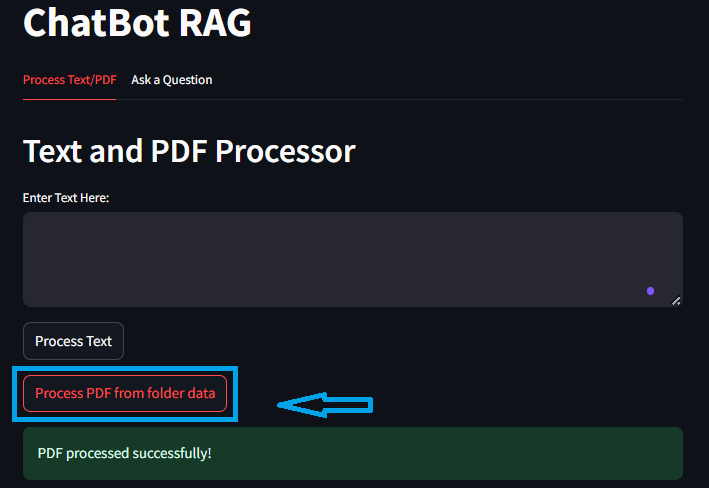 ChatBot RAG
Process Text/PDF Ask a Question
Text and PDF Processor
Enter Text Here:
Process Text
Process PDF from folder data
PDF processed successfully!